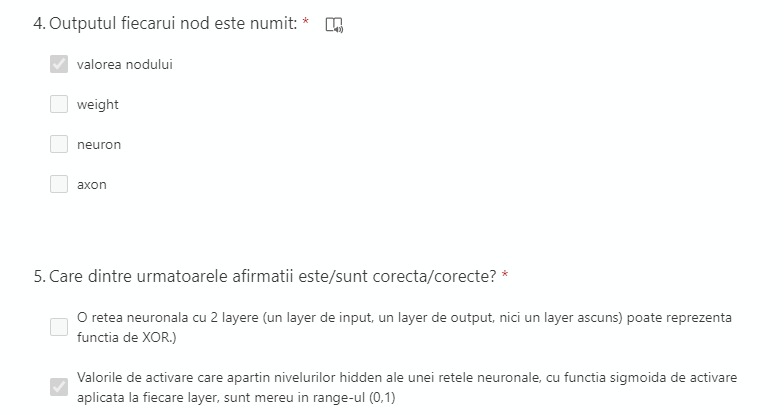 4. Outputul fiecarui nod este numit: *
valorea nodului
weight
neuron
axon
5. Care dintre urmatoarele afirmatii este/sunt corecta/corecte? *
O retea neuronala cu 2 layere (un layer de input, un layer de output, nici un layer ascuns) poate reprezenta
functia de XOR.)
Valorile de activare care apartin nivelurilor hidden ale unei retele neuronale, cu functia sigmoida de activare
aplicata la fiecare layer, sunt mereu in range-ul (0,1)